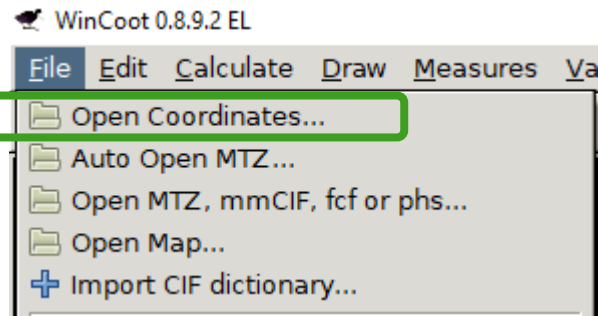 WinCoot 0.8.9.2 EL
File Edit Calculate Draw Measures Va
Open Coordinates...
Auto Open MTZ...
Open MTZ, mmCIF, fcf or phs...
Open Map...
Import CIF dictionary...